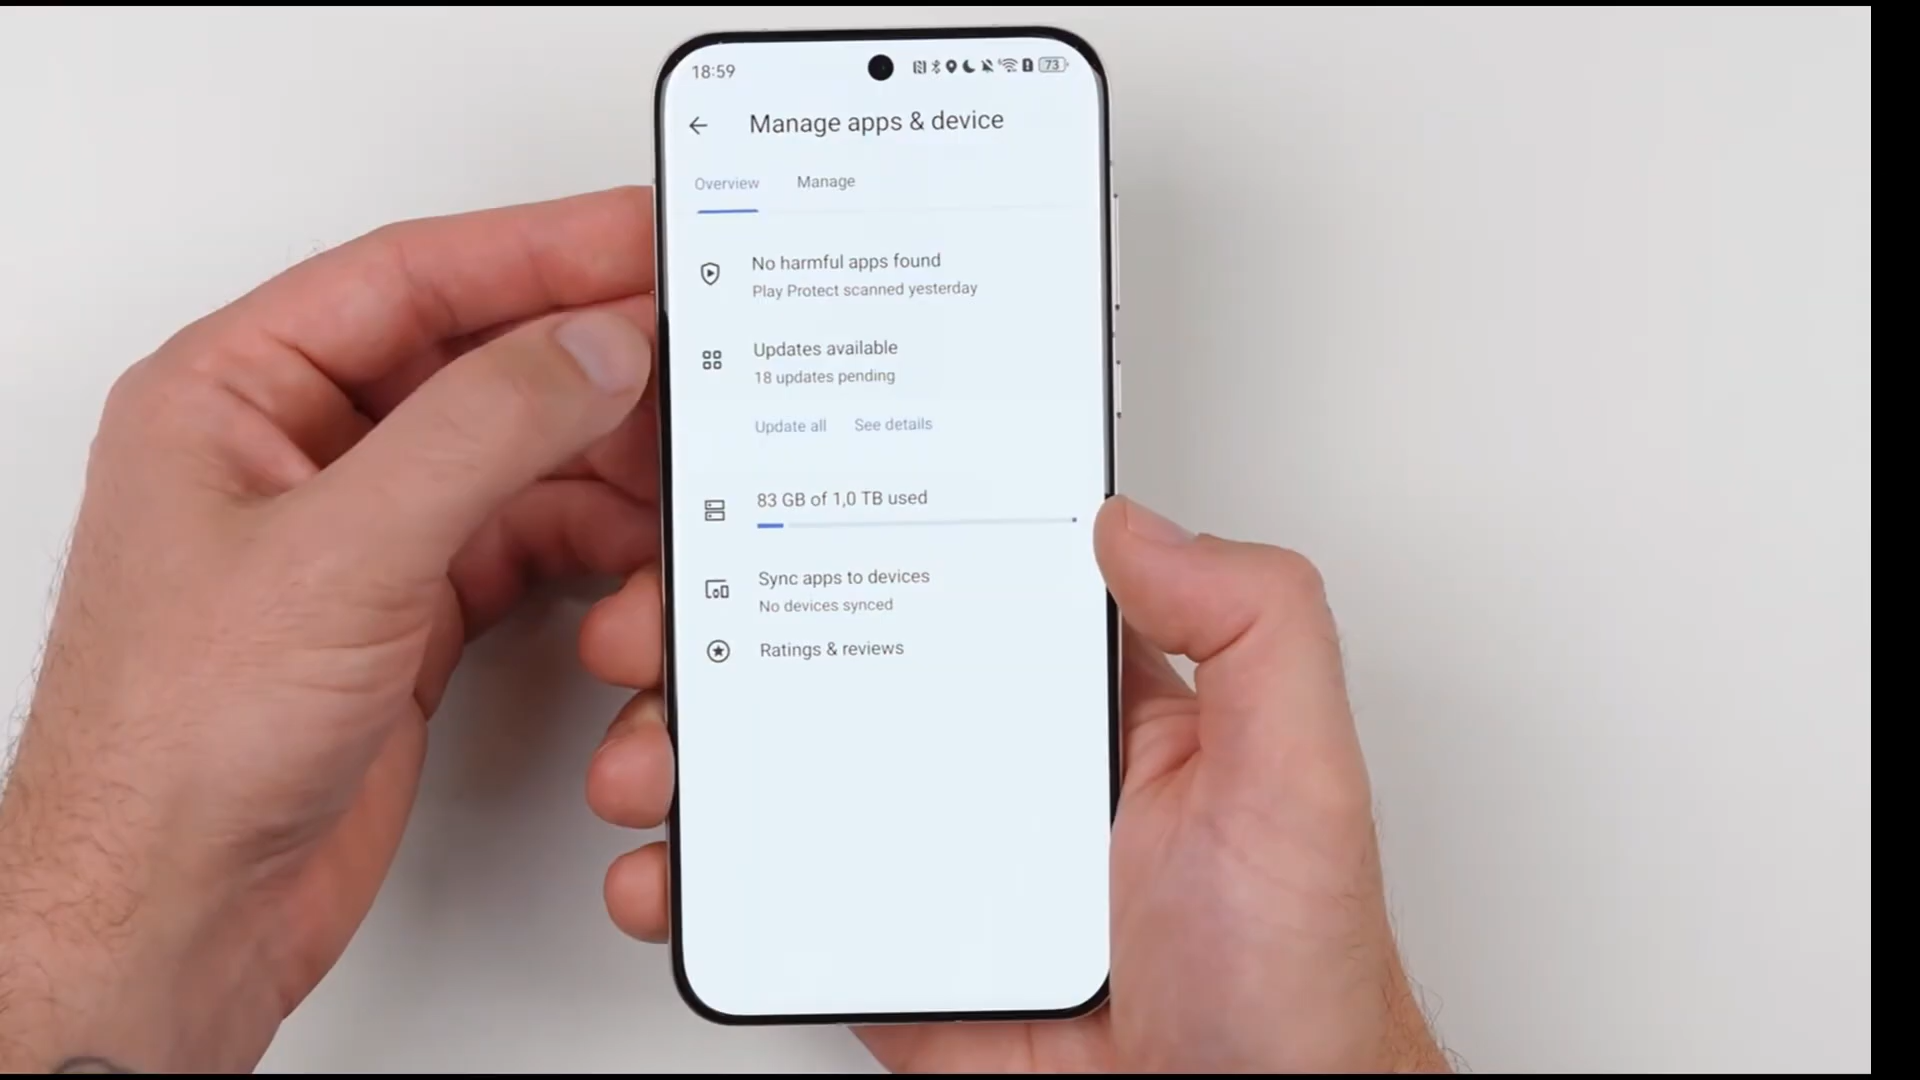 18:59
73
Manage apps & device
Overview
Manage
No harmful apps found
Play Protect scanned yesterday
Updates available
18 updates pending
Update all
See details
83 GB of 1,0 TB used
Sync apps to devices
No devices synced
Ratings & reviews